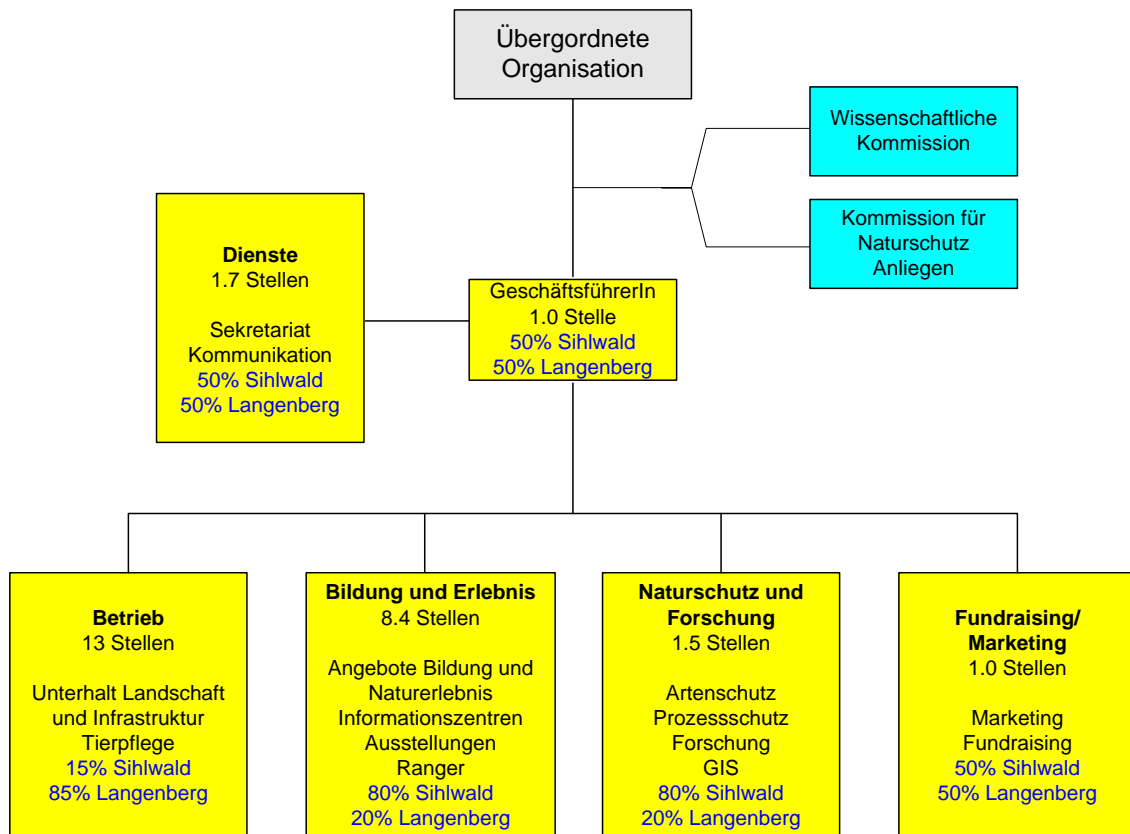 Übergordnete
Organisation
Wissenschaftliche
Kommission
Kommission für
Naturschutz
Anliegen
Dienste
1.7 Stellen
Sekretariat
Kommunikation
50% Sihlwald
50% Langenberg
GeschäftsführerIn
1.0 Stelle
50% Sihlwald
50% Langenberg
Betrieb
13 Stellen
Unterhalt Landschaft
und Infrastruktur
Tierpflege
15% Sihlwald
85% Langenberg
Bildung und Erlebnis
8.4 Stellen
Angebote Bildung und
Naturerlebnis
Informationszentren
Ausstellungen
Ranger
80% Sihlwald
20% Langenberg
Naturschutz und
Forschung
1.5 Stellen
Artenschutz
Prozessschutz
Forschung
GIS
80% Sihlwald
20% Langenberg
Fundraising/
Marketing
1.0 Stellen
Marketing
Fundraising
50% Sihlwald
50% Langenberg